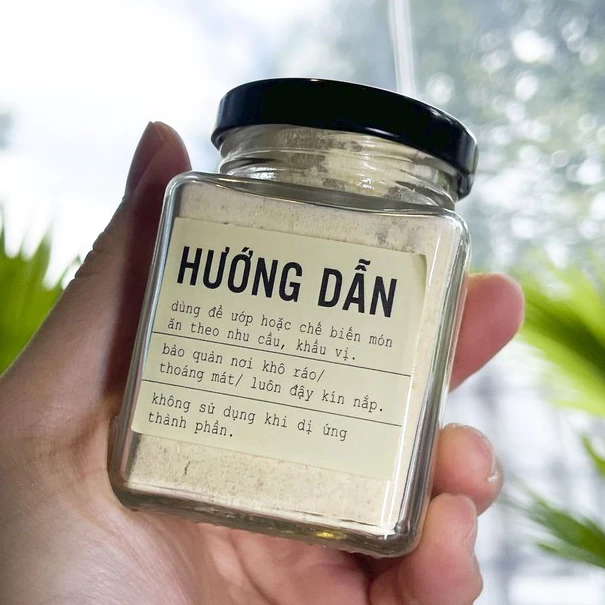 HƯỚNG DẪN
dùng để ướp hoặc chế biến món
ăn theo nhu cầu, khẩu vị.
bảo quản nơi khô ráo/
thoáng mát/ luôn đậy kín nắp.
không sử dụng khi dị ứng
thành phần.